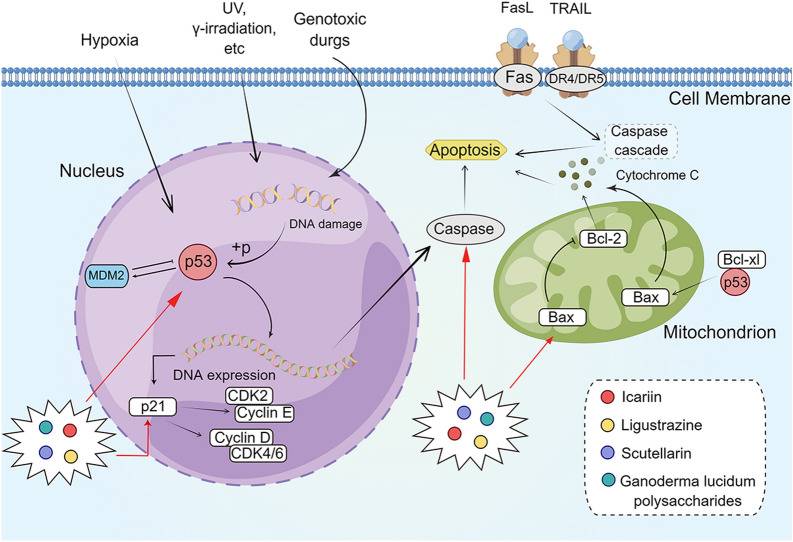 UV,
γ-irradiation,
etc
Genotoxic
durgs
Hypoxia
FasL
TRAIL
Fas
DR4/DR5
Cell Membrane
Nucleus
Apoptosis
Caspase
cascade
Cytochrome C
DNA damage
+p
Caspase
Bcl-2
p53
MDM2
Bcl-xl
p53
Bax
Bax
Mitochondrion
DNA expression
p21
CDK2
Cyclin E
Cyclin D
CDK4/6
Icariin
Ligustrazine
Scutellarin
Ganoderma lucidum
polysaccharides